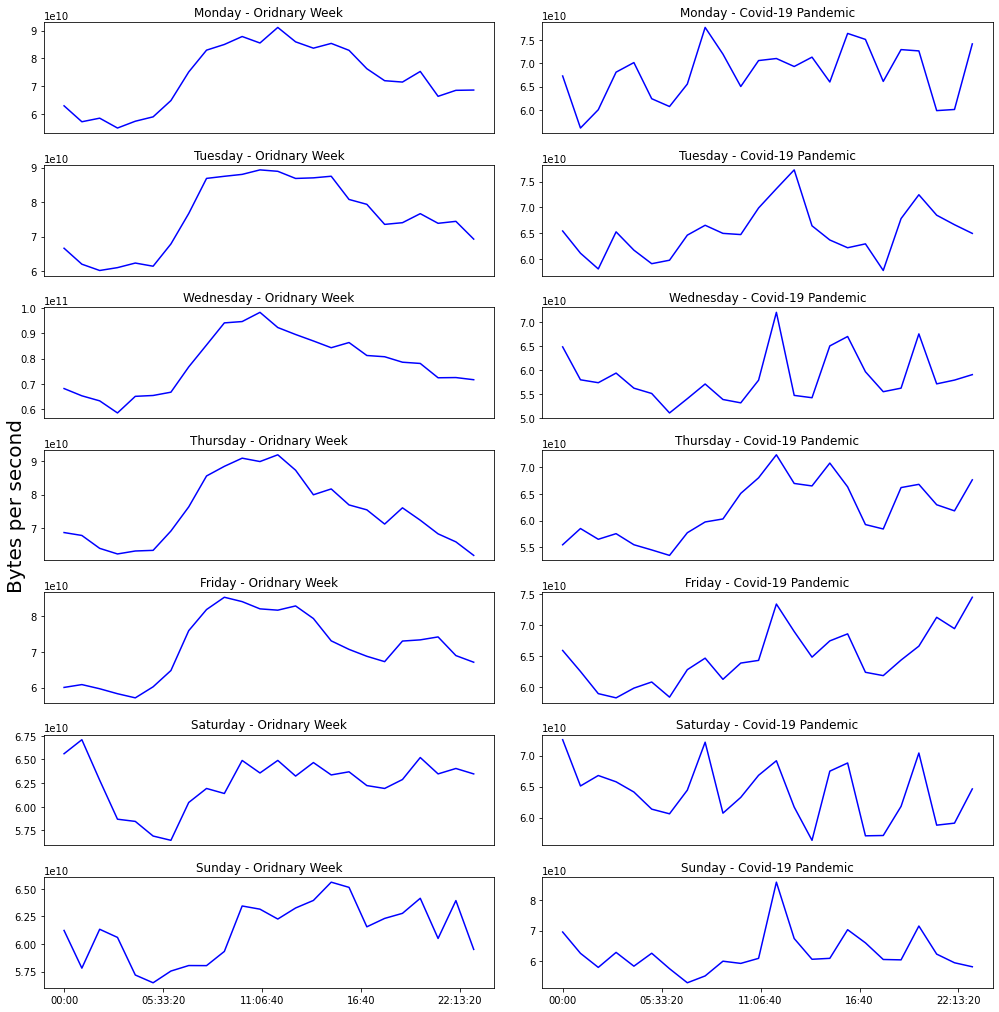 Monday - Oridnary Week
1e10
9
8
7
6
Monday - Covid-19 Pandemic
1e10
7.5
7.0
6.5
6.0
Tuesday - Oridnary Week
1e10
9
8
7
6
Tuesday - Covid-19 Pandemic
1e10
7.5
7.0
6.5
6.0
Wednesday - Oridnary Week
1e11
1.0
0.9
0.8
0.7
0.6
Wednesday - Covid-19 Pandemic
1e10
7.0
6.5
6.0
5.5
5.0
Bytes per second
Thursday - Oridnary Week
1e10
9
8
7
Thursday - Covid-19 Pandemic
1e10
7.0
6.5
6.0
5.5
Friday - Oridnary Week
1e10
8
7
6
Friday - Covid-19 Pandemic
1e10
7.5
7.0
6.5
6.0
Saturday - Oridnary Week
1e10
6.75
6.50
6.25
6.00
5.75
Saturday - Covid-19 Pandemic
1e10
7.0
6.5
6.0
Sunday - Oridnary Week
1e10
6.50
6.25
6.00
5.75
00:00 05:33:20 11:06:40 16:40 22:13:20
Sunday - Covid-19 Pandemic
1e10
8
7
6
00:00 05:33:20 11:06:40 16:40 22:13:20